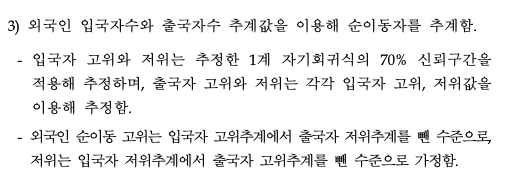 3) 외국인 입국자수와 출국자수 추계값을 이용해 순이동자를 추계함.
- 입국자 고위와 저위는 추정한 1계 자기회귀식의 70% 신뢰구간을
적용해 추정하며, 출국자 고위와 저위는 각각 입국자 고위, 저위값을
이용해 추정함.
- 외국인 순이동 고위는 입국자 고위추계에서 출국자 저위추계를 뺀 수준으로,
저위는 입국자 저위추계에서 출국자 고위추계를 뺀 수준으로 가정함.